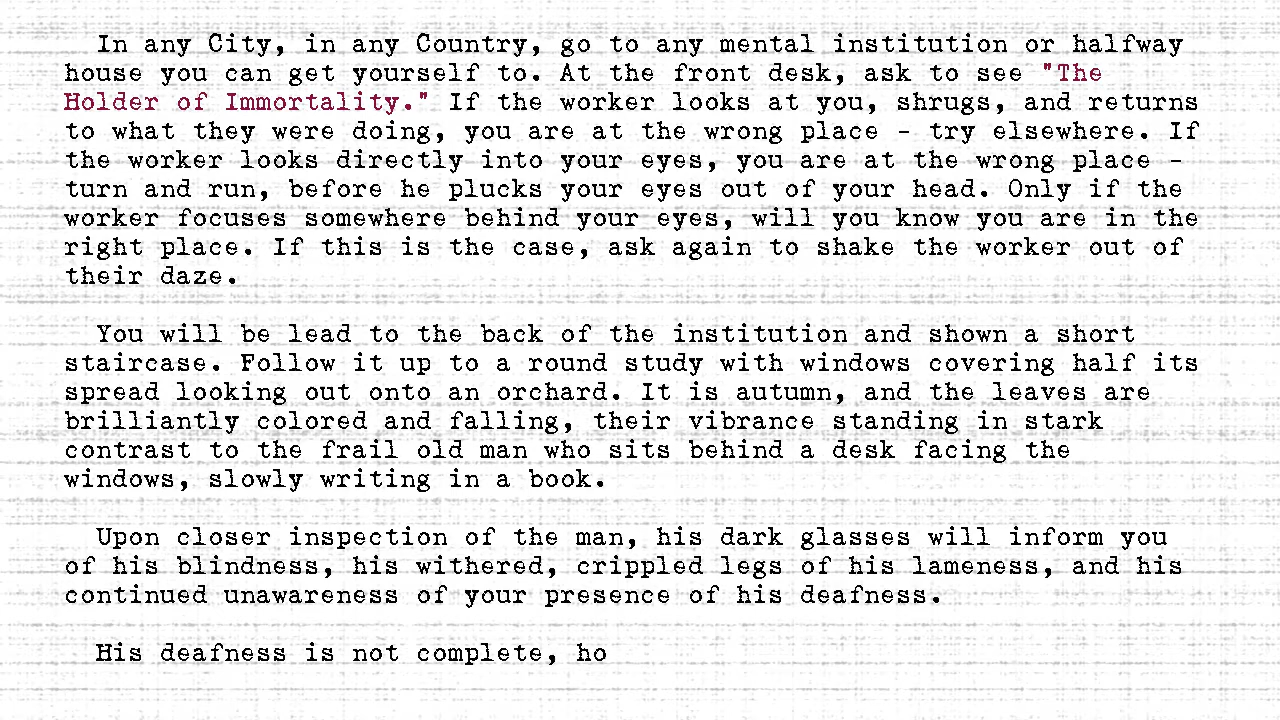 In any City, in any Country, go to any mental institution or halfway
house you can get yourself to. At the front desk, ask to see "The
Holder of Immortality." If the worker looks at you, shrugs, and returns
to what they were doing, you are at the wrong place - try elsewhere. If
the worker looks directly into your eyes, you are at the wrong place -
turn and run, before he plucks your eyes out of your head. Only if the
worker focuses somewhere behind your eyes, will you know you are in the
right place. If this is the case, ask again to shake the worker out of
their daze.
You will be lead to the back of the institution and shown a short
staircase. Follow it up to a round study with windows covering half its
spread looking out onto an orchard. It is autumn, and the leaves are
brilliantly colored and falling, their vibrance standing in stark
contrast to the frail old man who sits behind a desk facing the
windows, slowly writing in a book.
Upon closer inspection of the man, his dark glasses will inform you
of his blindness, his withered, crippled legs of his lameness, and his
continued unawareness of your presence of his deafness.
His deafness is not complete, ho